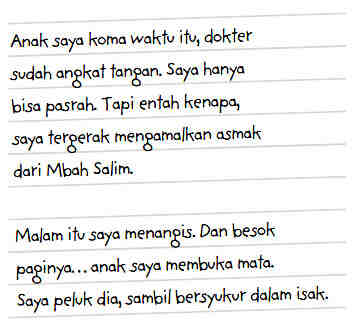 Anak saya koma waktu itu, dokter
sudah angkat tangan. Saya hanya
bisa pasrah. Tapi entah kenapa,
saya tergerak mengamalkan asmak
dari Mbah Salim.
Malam itu saya menangis. Dan besok
paginya... anak saya membuka mata.
Saya peluk dia, sambil bersyukur dalam isak.